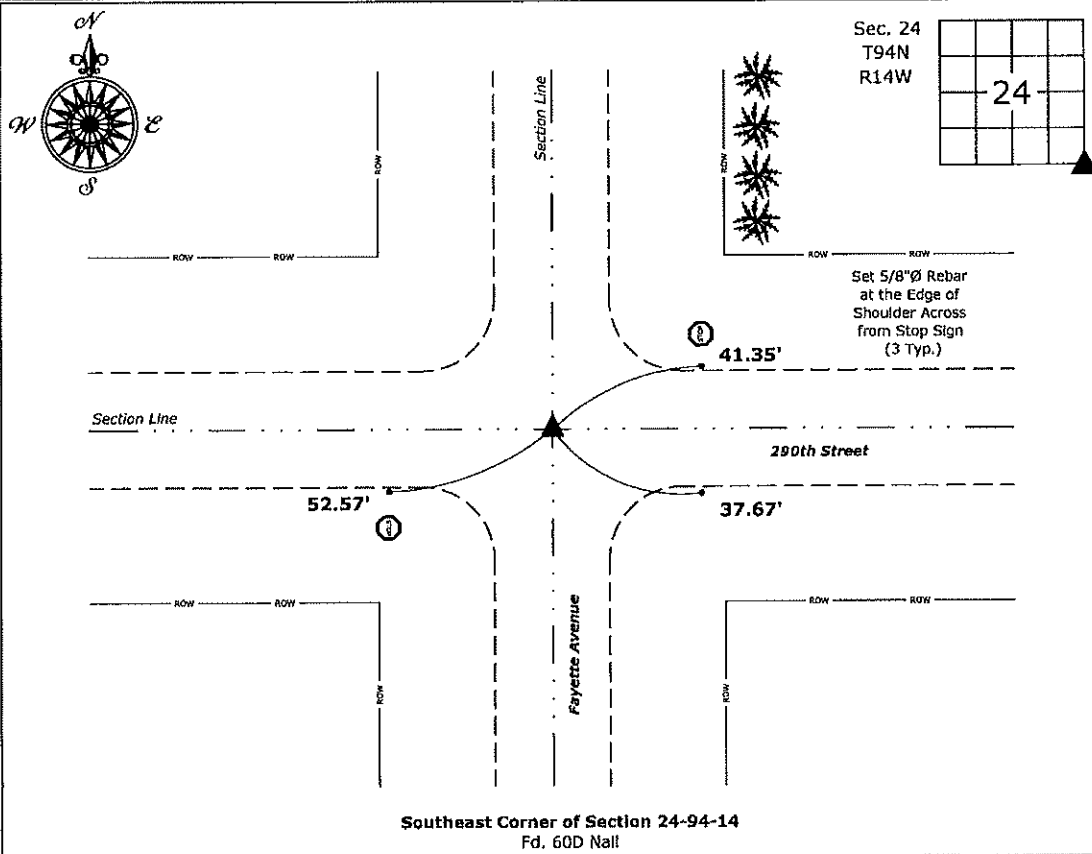 N
W
E
S
Sec. 24
T94N
R14W
24
Section Line
ROW
ROW
ROW
ROW
ROW
ROW
Set 5/8"Ø Rebar
at the Edge of
Shoulder Across
from Stop Sign
(3 Typ.)
41.35'
Section Line
290th Street
52.57'
37.67'
ROW
ROW
ROW
ROW
Fayette Avenue
ROW
ROW
Southeast Corner of Section 24-94-14
Fd. 60D Nail